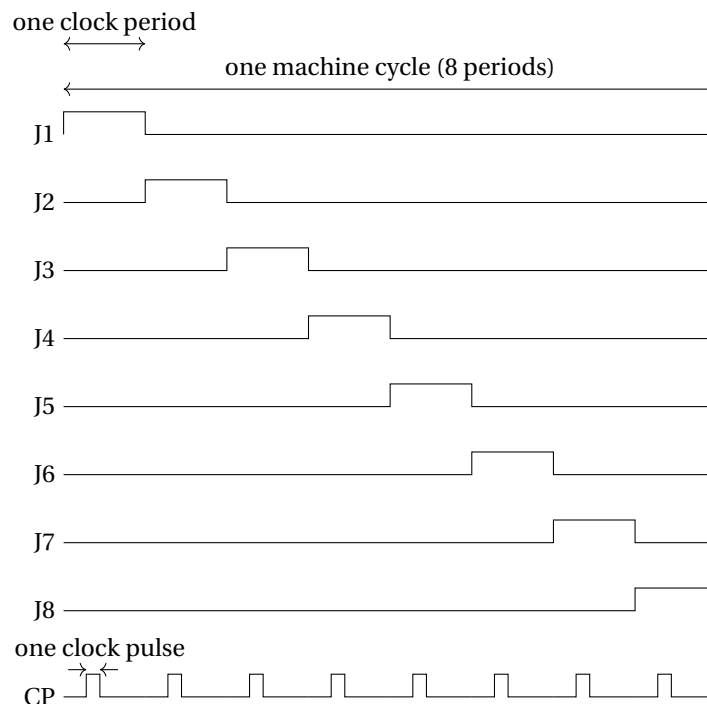 one clock period
one machine cycle (8 periods)
J1
J2
J3
J4
J5
J6
J7
J8
one clock pulse
CP